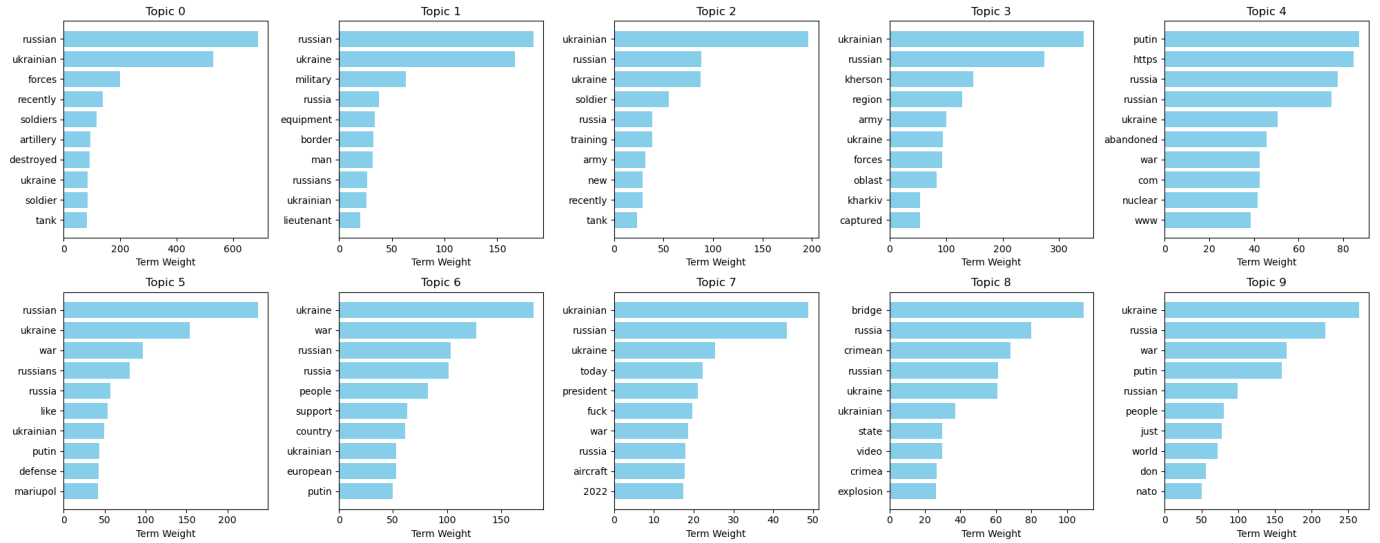 Topic 0
russian
ukrainian
forces
recently
soldiers
artillery
destroyed
ukraine
soldier
tank
0 200 400 600
Term Weight
Topic 1
russian
ukraine
military
russia
equipment
border
man
russians
ukrainian
lieutenant
0 50 100 150
Term Weight
Topic 2
ukrainian
russian
ukraine
soldier
russia
training
army
new
recently
tank
0 50 100 150 200
Term Weight
Topic 3
ukrainian
russian
kherson
region
army
ukraine
forces
oblast
kharkiv
captured
0 100 200 300
Term Weight
Topic 4
putin
https
russia
russian
ukraine
abandoned
war
com
nuclear
www
0 20 40 60 80
Term Weight
Topic 5
russian
ukraine
war
russians
russia
like
ukrainian
putin
defense
mariupol
0 50 100 150 200
Term Weight
Topic 6
ukraine
war
russian
russia
people
support
country
ukrainian
european
putin
0 50 100 150
Term Weight
Topic 7
ukrainian
russian
ukraine
today
president
fuck
war
russia
aircraft
2022
0 10 20 30 40 50
Term Weight
Topic 8
bridge
russia
crimean
russian
ukraine
ukrainian
state
video
crimea
explosion
0 20 40 60 80 100
Term Weight
Topic 9
ukraine
russia
war
putin
russian
people
just
world
don
nato
0 50 100 150 200 250
Term Weight